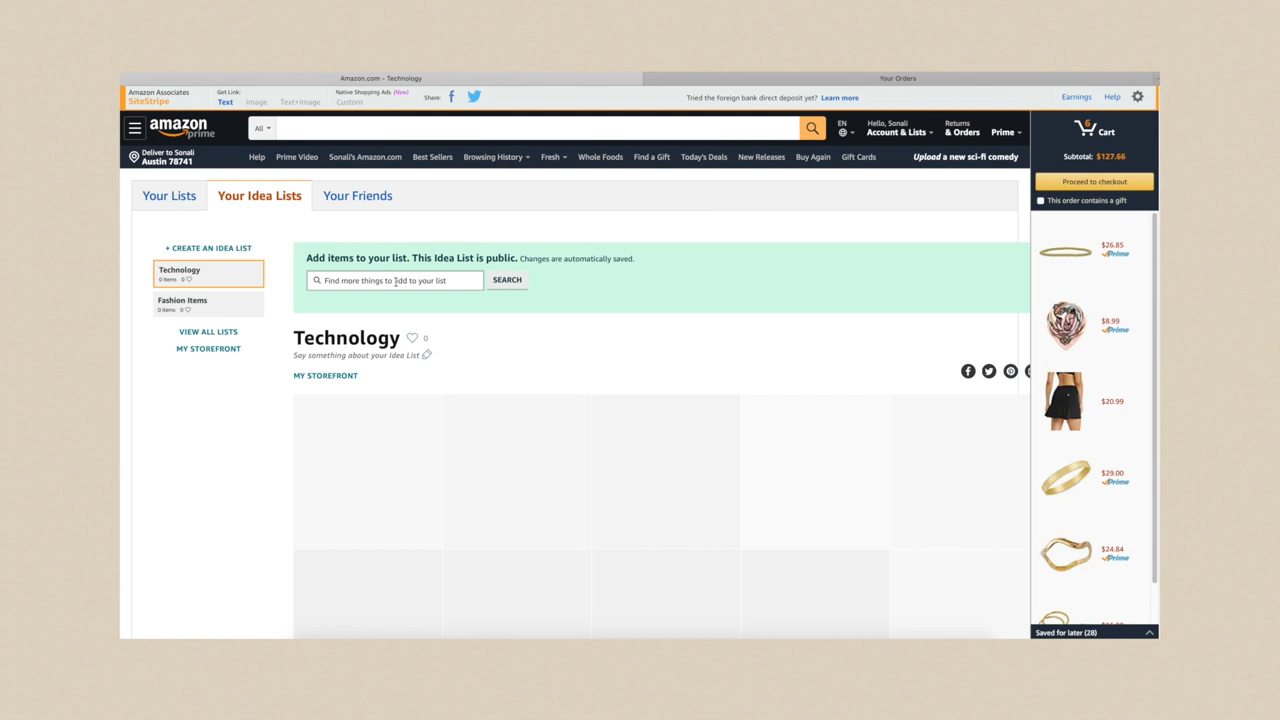 Amazon.com - Technology
Your Orders
Amazon Associates
SiteStripe
Get Link:
Text
Image
Text+Image
Native Shopping Ads (New)
Custom
Share:
Tried the foreign bank direct deposit yet? Learn more
Earnings
Help
amazon
prime
All
EN
Hello, Sonali
Account & Lists
Returns
& Orders
Prime
6
Cart
Deliver to Sonali
Austin 78741
Help
Prime Video
Sonali's Amazon.com
Best Sellers
Browsing History
Fresh
Whole Foods
Find a Gift
Today's Deals
New Releases
Buy Again
Gift Cards
Upload a new sci-fi comedy
Subtotal: $127.66
Proceed to checkout
This order contains a gift
Your Lists
Your Idea Lists
Your Friends
+ CREATE AN IDEA LIST
Technology
0 items 0
Fashion Items
0 items 0
VIEW ALL LISTS
MY STOREFRONT
Add items to your list. This Idea List is public. Changes are automatically saved.
Find more things to add to your list
SEARCH
Technology
0
Say something about your Idea List
MY STOREFRONT
$26.85
Prime
$8.99
Prime
$20.99
$29.00
Prime
$24.84
Prime
Saved for later (28)